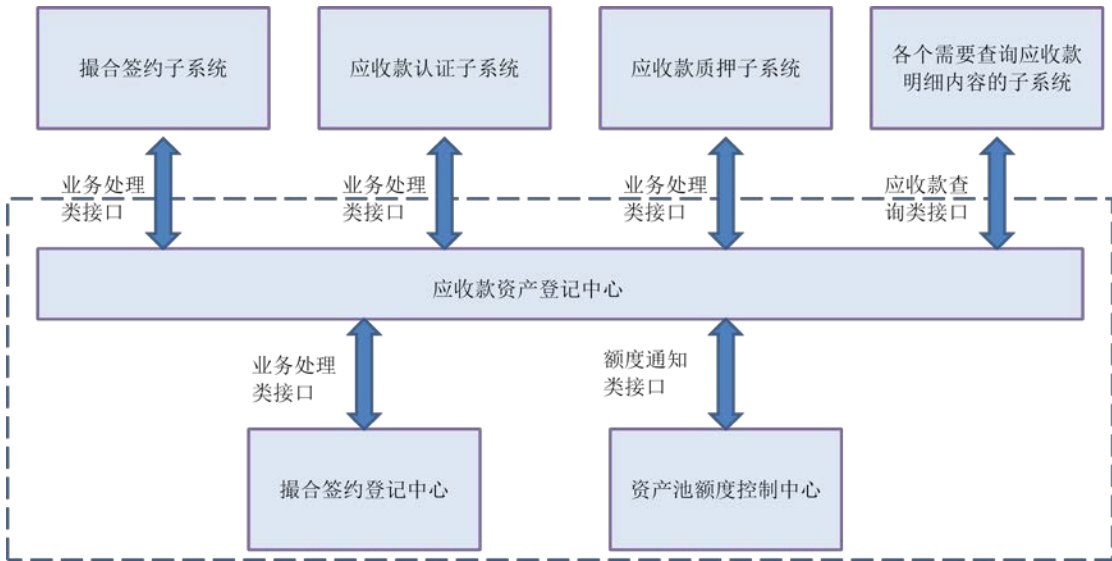 撮合签约子系统
应收款认证子系统
应收款质押子系统
各个需要查询应收款
明细内容的子系统
业务处理
类接口
业务处理
类接口
业务处理
类接口
应收款查
询类接口
应收款资产登记中心
业务处理
类接口
额度通知
类接口
撮合签约登记中心
资产池额度控制中心